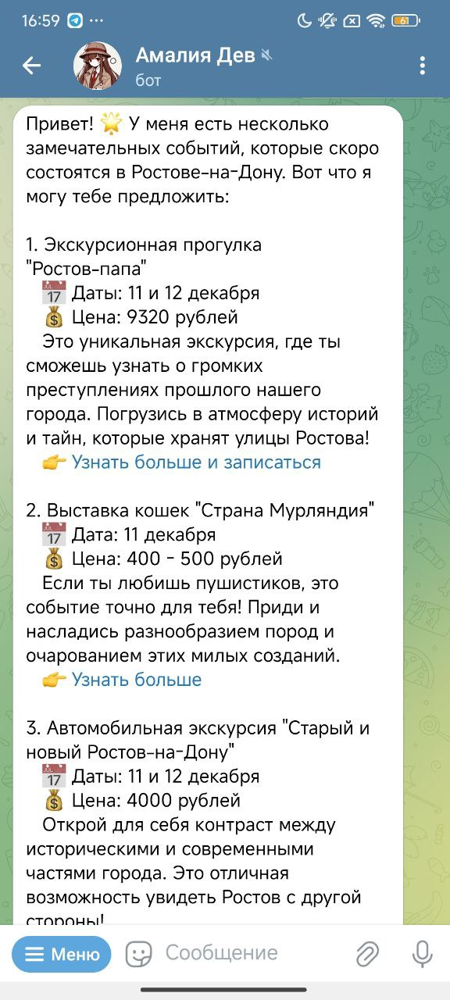 16:59 ...
61
Амалия Дев
бот
Привет! 🌟 У меня есть несколько
замечательных событий, которые скоро
состоятся в Ростове-на-Дону. Вот что я
могу тебе предложить:
1. Экскурсионная прогулка
"Ростов-папа"
📅 Даты: 11 и 12 декабря
💰 Цена: 9320 рублей
Это уникальная экскурсия, где ты
сможешь узнать о громких
преступлениях прошлого нашего
города. Погрузись в атмосферу историй
и тайн, которые хранят улицы Ростова!
👉 Узнать больше и записаться
2. Выставка кошек "Страна Мурляндия"
📅 Дата: 11 декабря
💰 Цена: 400 - 500 рублей
Если ты любишь пушистиков, это
событие точно для тебя! Приди и
насладись разнообразием пород и
очарованием этих милых созданий.
👉 Узнать больше
3. Автомобильная экскурсия "Старый и
новый Ростов-на-Дону"
📅 Даты: 11 и 12 декабря
💰 Цена: 4000 рублей
Открой для себя контраст между
историческими и современными
частями города. Это отличная
возможность увидеть Ростов с другой
стороны!
Меню
Сообщение